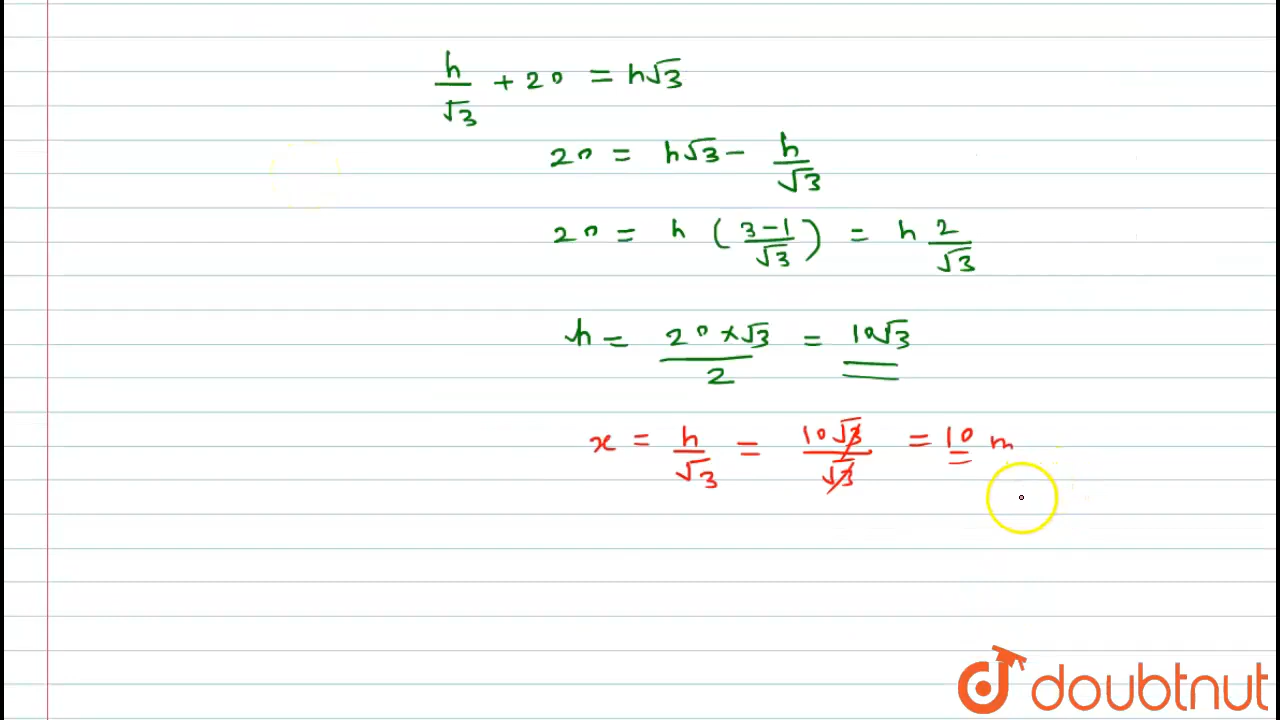 h/√3 + 20 = h√3
20 = h√3 - h/√3
20 = h (3-1/√3) = h 2/√3
h = 20×√3/2 = 10√3
x = h/√3 = 10√3/√3 = 10 m
doubtnut